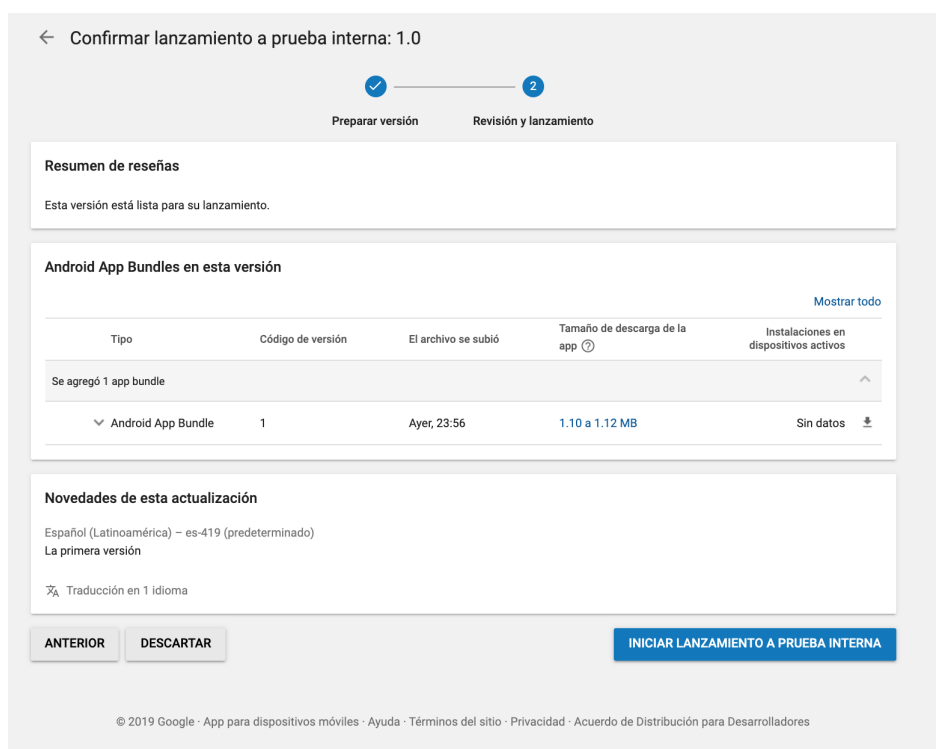 Confirmar lanzamiento a prueba interna: 1.0
2
Preparar versión
Revisión y lanzamiento
Resumen de reseñas
Esta versión está lista para su lanzamiento.
Android App Bundles en esta versión
Mostrar todo
Tipo
Código de versión
El archivo se subió
Tamaño de descarga de la
app ?
Instalaciones en
dispositivos activos
Se agregó 1 app bundle
Android App Bundle
1
Ayer, 23:56
1.10 a 1.12 MB
Sin datos
Novedades de esta actualización
Español (Latinoamérica) – es-419 (predeterminado)
La primera versión
Traducción en 1 idioma
ANTERIOR
DESCARTAR
INICIAR LANZAMIENTO A PRUEBA INTERNA
© 2019 Google · App para dispositivos móviles · Ayuda · Términos del sitio · Privacidad · Acuerdo de Distribución para Desarrolladores